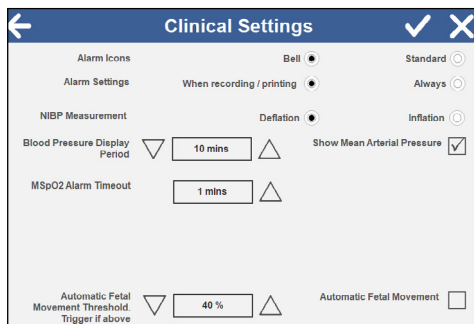 Clinical Settings
Alarm Icons Bell Standard
Alarm Settings When recording / printing Always
NIBP Measurement Deflation Inflation
Blood Pressure Display
Period
10 mins
Show Mean Arterial Pressure
MSpO2 Alarm Timeout
1 mins
Automatic Fetal
Movement Threshold.
Trigger if above
40 %
Automatic Fetal Movement